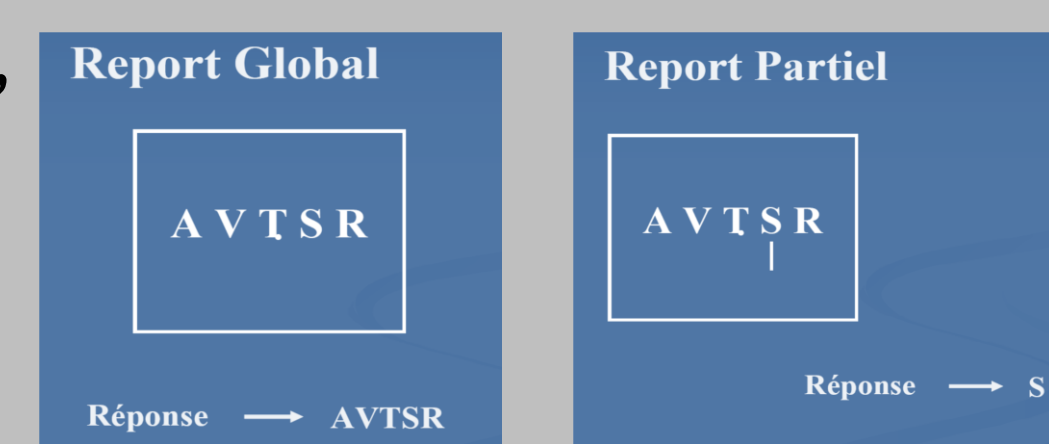 Report Global
A V T S R
Réponse → AVTSR
Report Partiel
A V T S R
Réponse → S